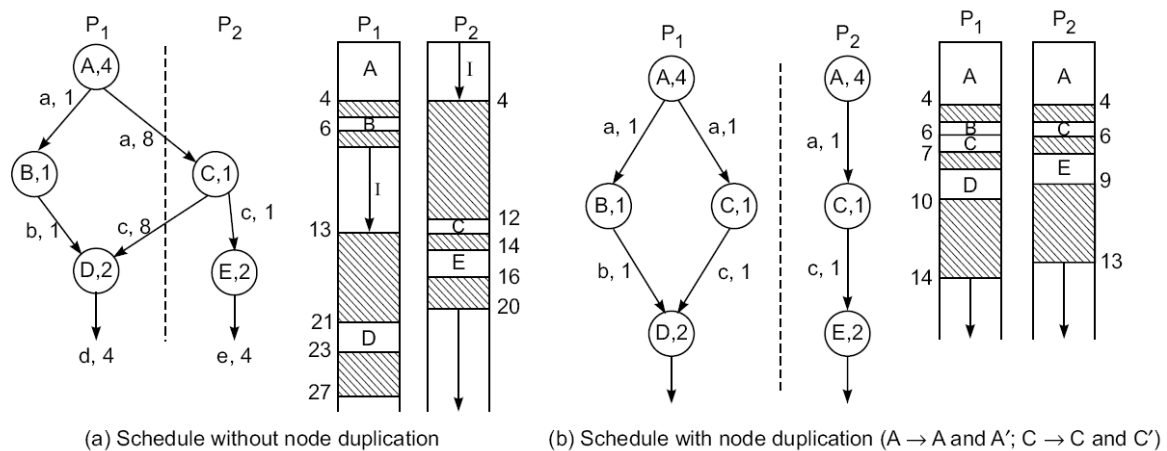 P1 P2
A,4
a, 1
a, 8
B,1
C,1
b, 1
c, 8
c, 1
D,2
E,2
d, 4
e, 4
P1 P2
A
I
4
4
6
B
I
12
C
13
14
E
16
20
21
D
23
27
(a) Schedule without node duplication
P1 P2
A,4
A,4
a, 1
a,1
a, 1
B,1
C,1
C,1
b, 1
c, 1
c, 1
D,2
E,2
P1 P2
A
A
4
4
6
B
C
6
C
7
E
D
9
10
13
14
(b) Schedule with node duplication (A → A and A′; C → C and C′)